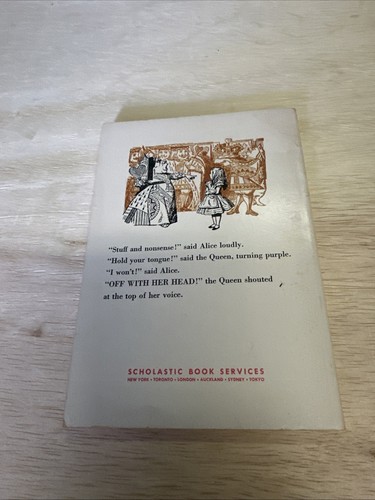 "Stuff and nonsense!" said Alice loudly.
"Hold your tongue!" said the Queen, turning purple.
"I won't!" said Alice.
"OFF WITH HER HEAD!" the Queen shouted
at the top of her voice.
SCHOLASTIC BOOK SERVICES
NEW YORK • TORONTO • LONDON • AUCKLAND • SYDNEY • TOKYO